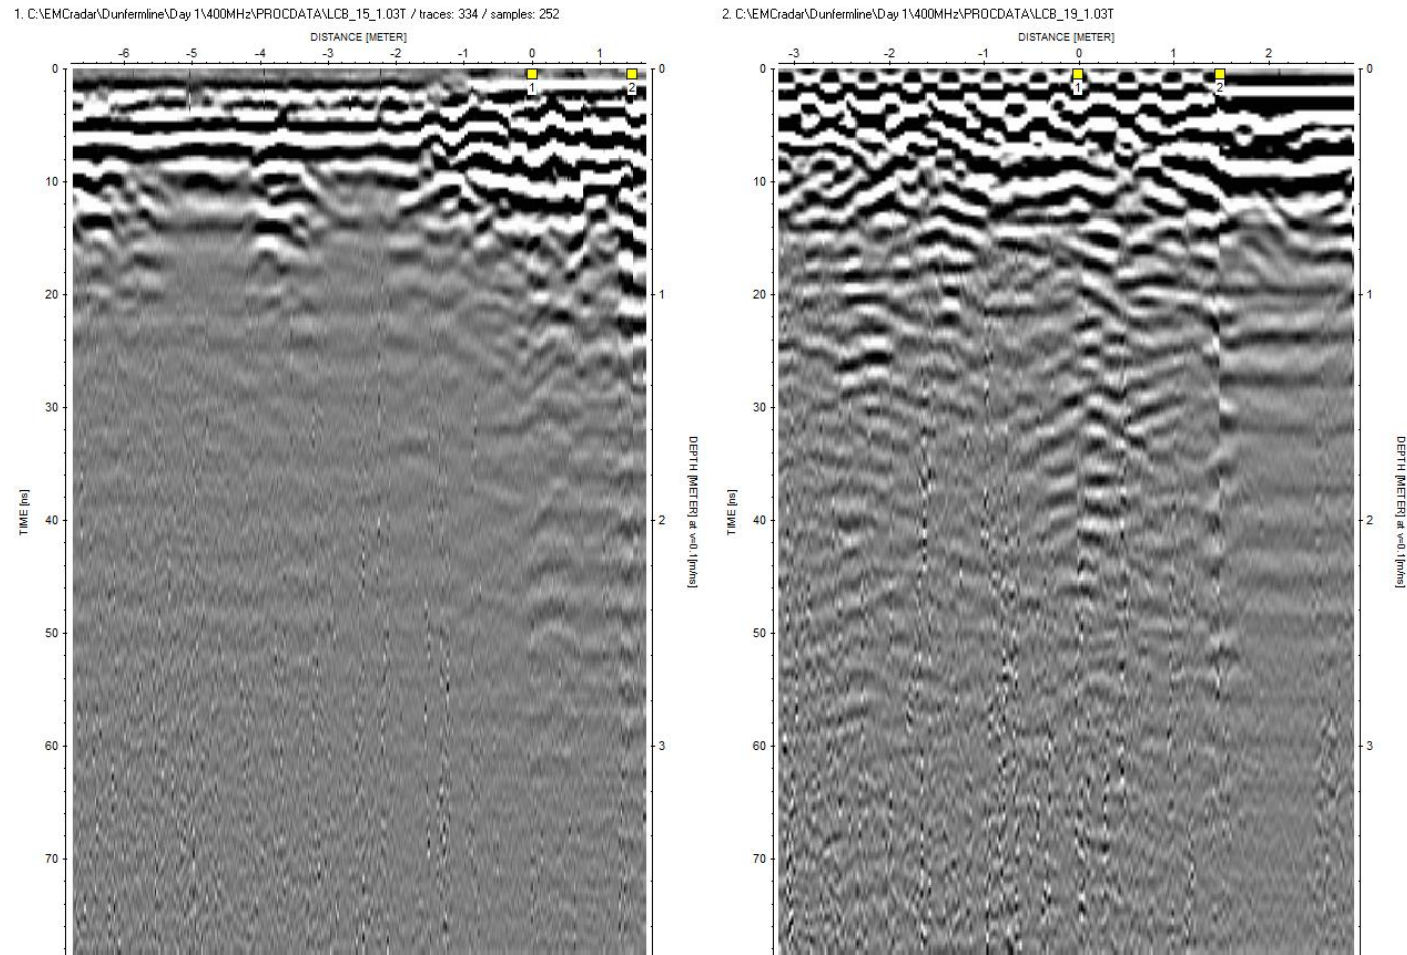 1. C:\EMCradar\Dunfermline\Day 1\400MHz\PROCDATA\LCB_15_1.03T / traces: 334 / samples: 252
DISTANCE [METER]
-6 -5 -4 -3 -2 -1 0 1
1 2
0
10
20
30
40
50
60
70
TIME [ns]
0
1
2
3
DEPTH [METER] at v=0.1[m/ns]
2. C:\EMCradar\Dunfermline\Day 1\400MHz\PROCDATA\LCB_19_1.03T
DISTANCE [METER]
-3 -2 -1 0 1 2
1 2
0
10
20
30
40
50
60
70
TIME [ns]
0
1
2
3
DEPTH [METER] at v=0.1[m/ns]